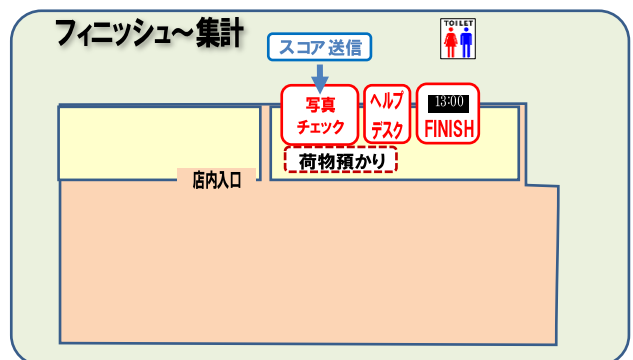 フィニッシュ～集計
TOILET
スコア送信
写真
チェック
ヘルプ
デスク
13:00
FINISH
荷物預かり
店内入口